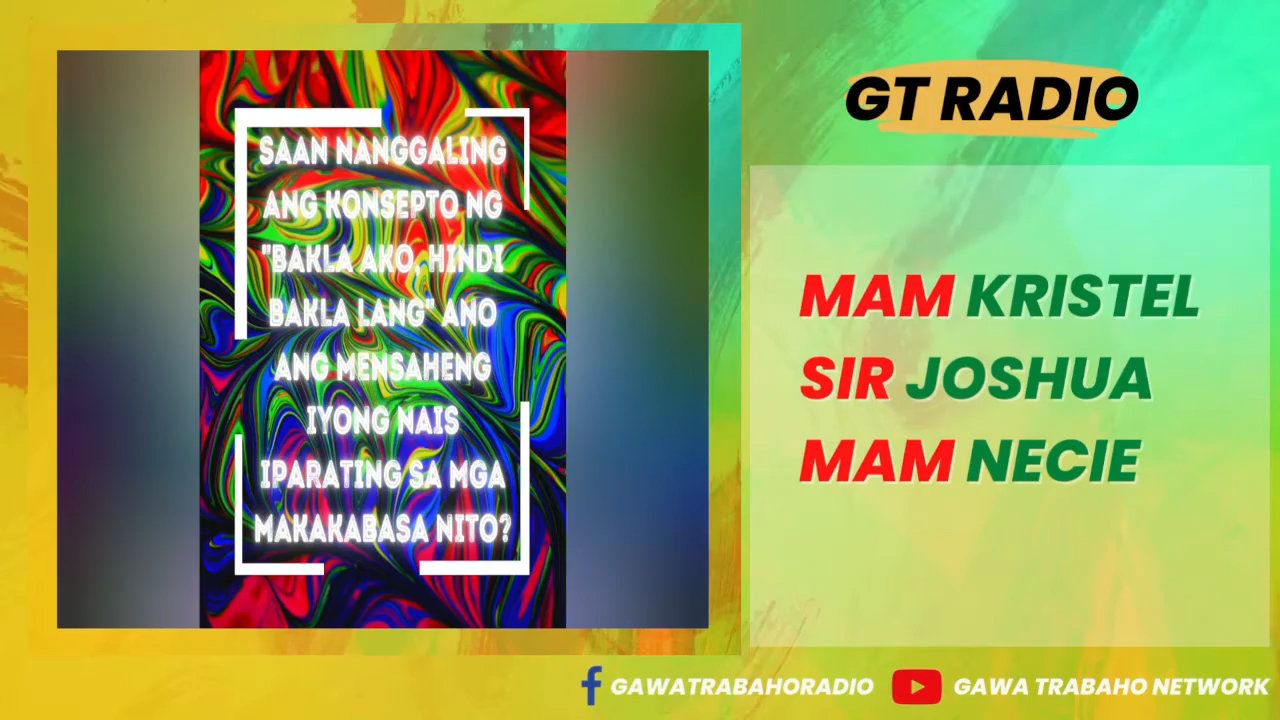 SAAN NANGGALING
ANG KONSEPTO NG
"BAKLA AKO, HINDI
BAKLA LANG" ANO
ANG MENSAHENG
IYONG NAIS
IPARATING SA MGA
MAKAKABASA NITO?
GT RADIO
MAM KRISTEL
SIR JOSHUA
MAM NECIE
GAWATRABAHORADIO
GAWA TRABAHO NETWORK